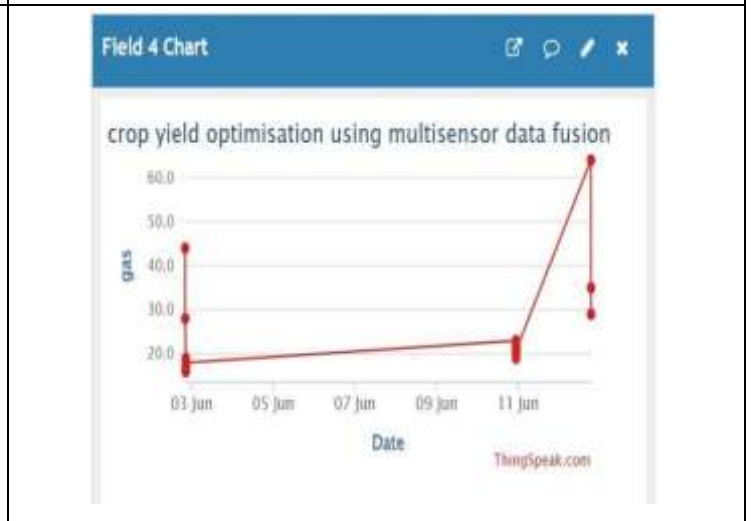 Field 4 Chart
crop yield optimisation using multisensor data fusion
60.0
50.0
40.0
30.0
20.0
gas
03 Jun
05 Jun
07 Jun
09 Jun
11 Jun
Date
ThingSpeak.com